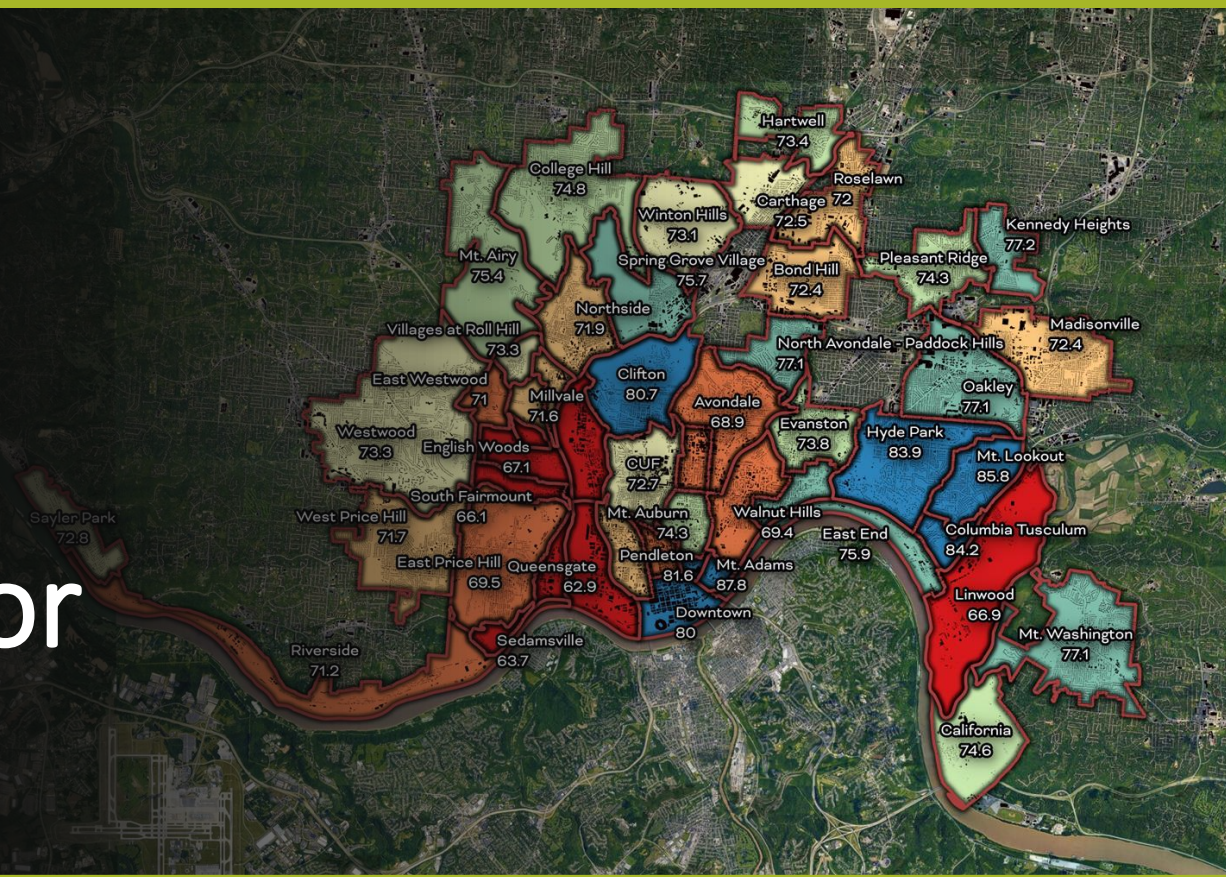 Hartwell
73.4
College Hill
74.8
Roselawn
72
Carthage
72.5
Winton Hills
73.1
Kennedy Heights
77.2
Mt. Airy
75.4
Spring Grove Village
75.7
Bond Hill
72.4
Pleasant Ridge
74.3
Northside
71.9
Villages at Roll Hill
73.3
Madisonville
72.4
North Avondale - Paddock Hills
77.1
East Westwood
71
Clifton
80.7
Millvale
71.6
Avondale
68.9
Oakley
77.1
Evanston
73.8
Westwood
73.3
Hyde Park
83.9
English Woods
67.1
Mt. Lookout
85.8
CUF
72.7
South Fairmount
66.1
Sayler Park
72.8
West Price Hill
71.7
Mt. Auburn
74.3
Walnut Hills
69.4
East End
75.9
Columbia Tusculum
84.2
East Price Hill
69.5
Queensgate
62.9
Pendleton
81.6
Mt. Adams
87.8
Linwood
66.9
Downtown
80
or
Sedamsville
63.7
Mt. Washington
77.1
Riverside
71.2
California
74.6